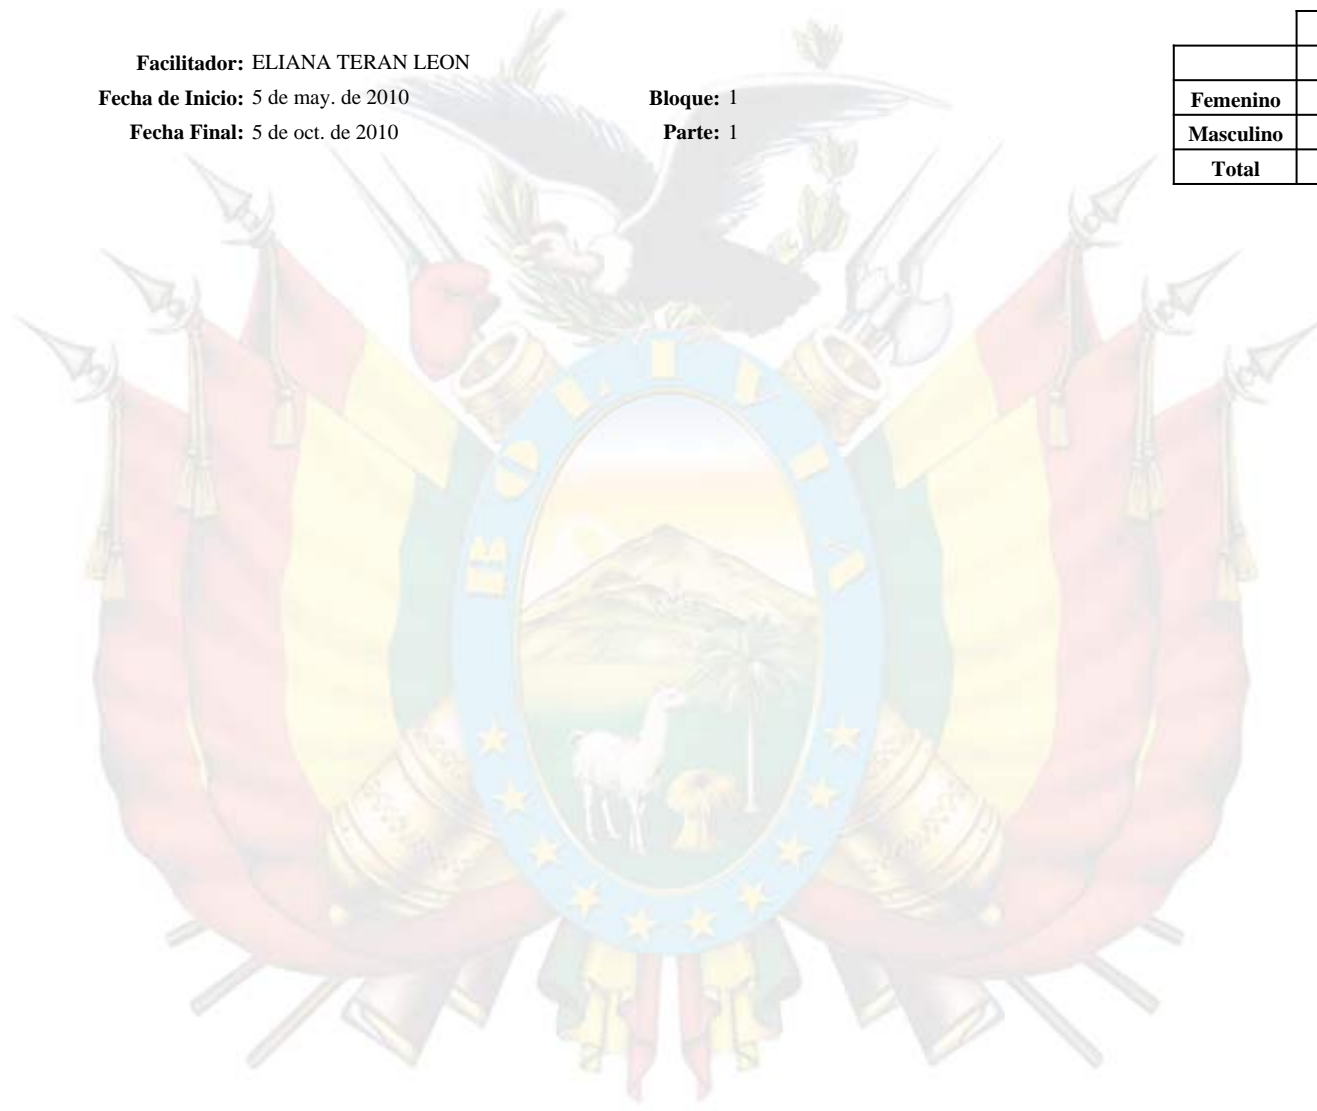 Facilitador: ELIANA TERAN LEON
Fecha de Inicio: 5 de may. de 2010 Bloque: 1
Fecha Final: 5 de oct. de 2010 Parte: 1
Femenino
Masculino
Total
BOLIVIA